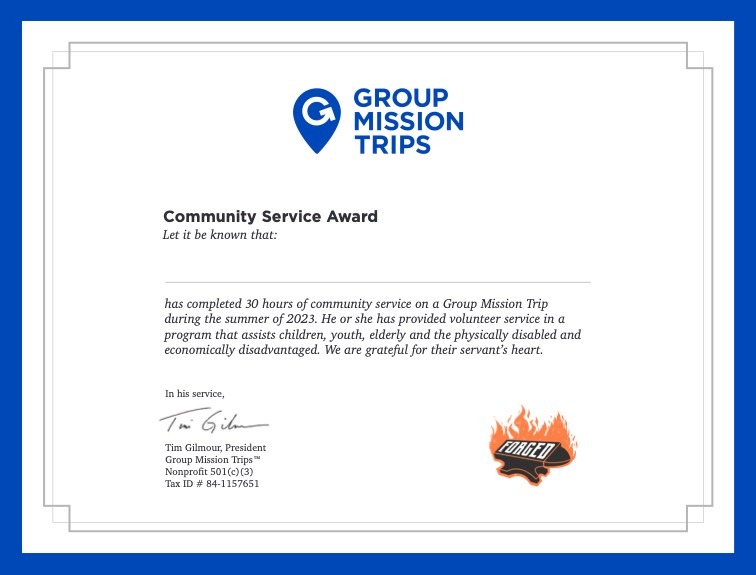 GROUP
MISSION
TRIPS
Community Service Award
Let it be known that:
has completed 30 hours of community service on a Group Mission Trip
during the summer of 2023. He or she has provided volunteer service in a
program that assists children, youth, elderly and the physically disabled and
economically disadvantaged. We are grateful for their servant's heart.
In his service,
Tim Gilmour, President
Group Mission Trips™
Nonprofit 501(c)(3)
Tax ID # 84-1157651
FORGED